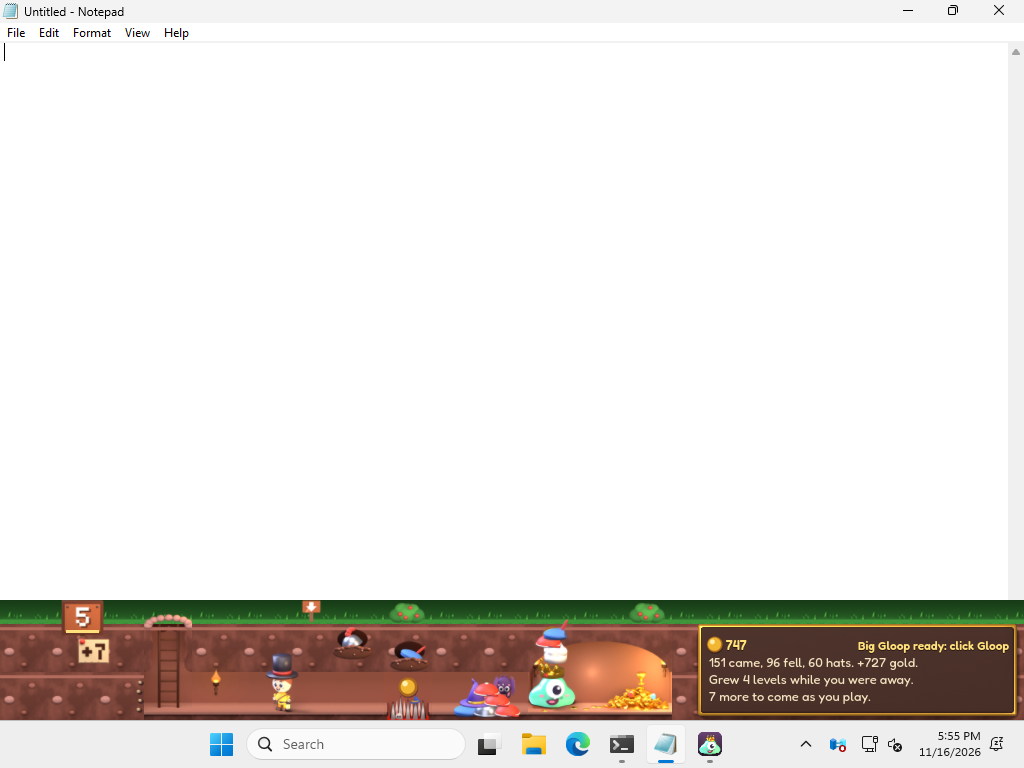 Untitled - Notepad
File Edit Format View Help
5
+7
747
Big Gloop ready: click Gloop
151 came, 96 fell, 60 hats. +727 gold.
Grew 4 levels while you were away.
7 more to come as you play.
Search
5:55 PM
11/16/2026